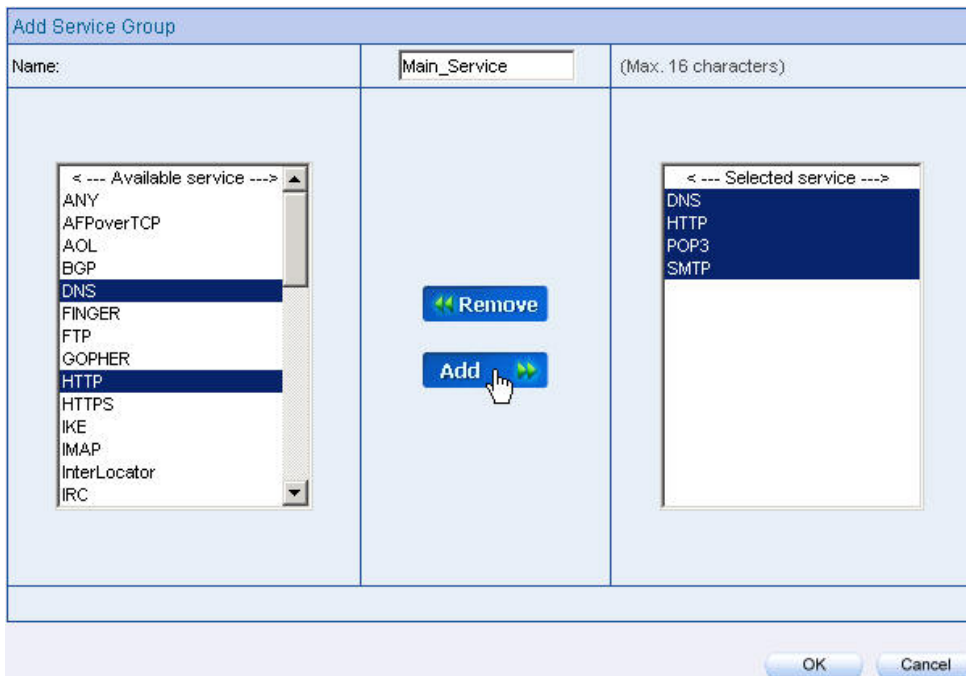 Add Service Group
Name:
Main_Service
(Max. 16 characters)
< --- Available service --->
ANY
AFPoverTCP
AOL
BGP
DNS
FINGER
FTP
GOPHER
HTTP
HTTPS
IKE
IMAP
InterLocator
IRC
Remove
Add
< --- Selected service --->
DNS
HTTP
POP3
SMTP
OK
Cancel